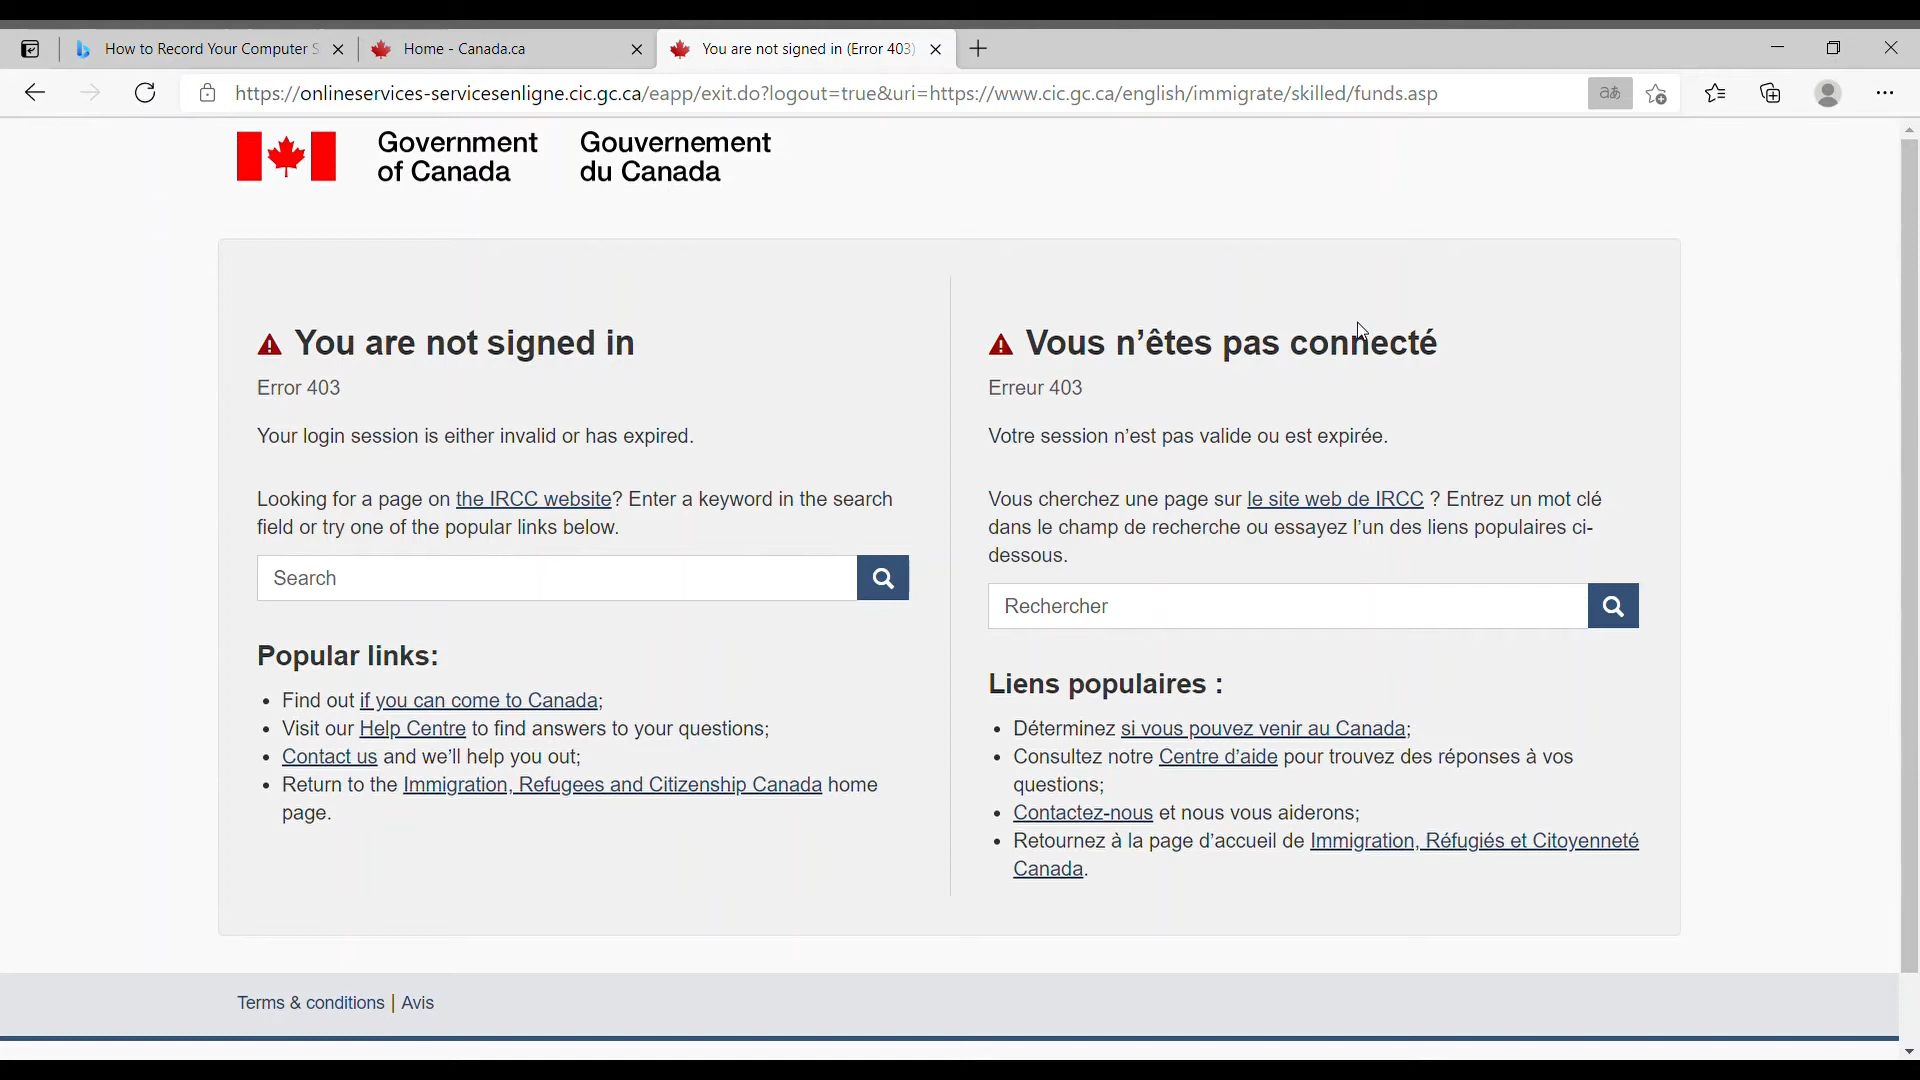 How to Record Your Computer S
Home - Canada.ca
You are not signed in (Error 403)
https://onlineservices-servicesenligne.cic.gc.ca/eapp/exit.do?logout=true&uri=https://www.cic.gc.ca/english/immigrate/skilled/funds.asp
Government
of Canada
Gouvernement
du Canada
You are not signed in
Error 403
Your login session is either invalid or has expired.
Looking for a page on the IRCC website? Enter a keyword in the search
field or try one of the popular links below.
Search
Popular links:
• Find out if you can come to Canada;
• Visit our Help Centre to find answers to your questions;
• Contact us and we’ll help you out;
• Return to the Immigration, Refugees and Citizenship Canada home
page.
Vous n’êtes pas connecté
Erreur 403
Votre session n’est pas valide ou est expirée.
Vous cherchez une page sur le site web de IRCC ? Entrez un mot clé
dans le champ de recherche ou essayez l’un des liens populaires ci-
dessous.
Rechercher
Liens populaires :
• Déterminez si vous pouvez venir au Canada;
• Consultez notre Centre d’aide pour trouvez des réponses à vos
questions;
• Contactez-nous et nous vous aiderons;
• Retournez à la page d’accueil de Immigration, Réfugiés et Citoyenneté
Canada.
Terms & conditions | Avis